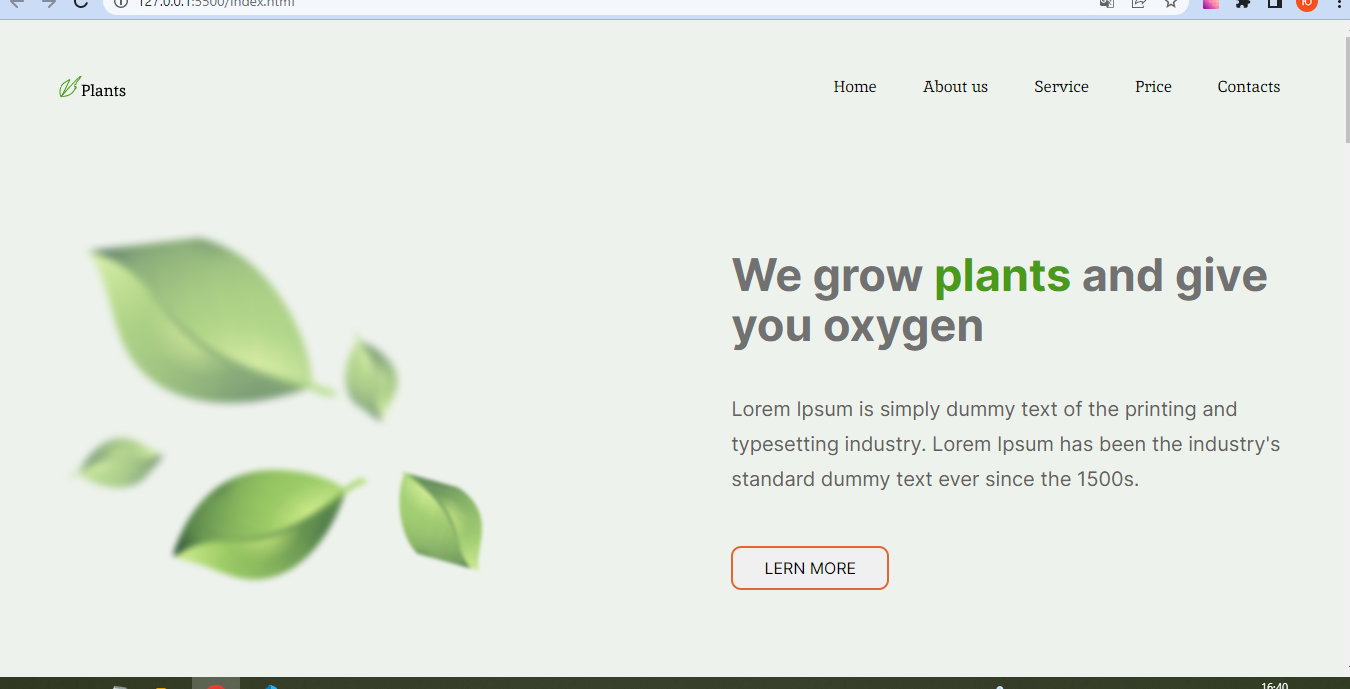 127.0.0.1:5500/index.html
Plants
Home About us Service Price Contacts
We grow plants and give
you oxygen
Lorem Ipsum is simply dummy text of the printing and
typesetting industry. Lorem Ipsum has been the industry's
standard dummy text ever since the 1500s.
LERN MORE
16:40